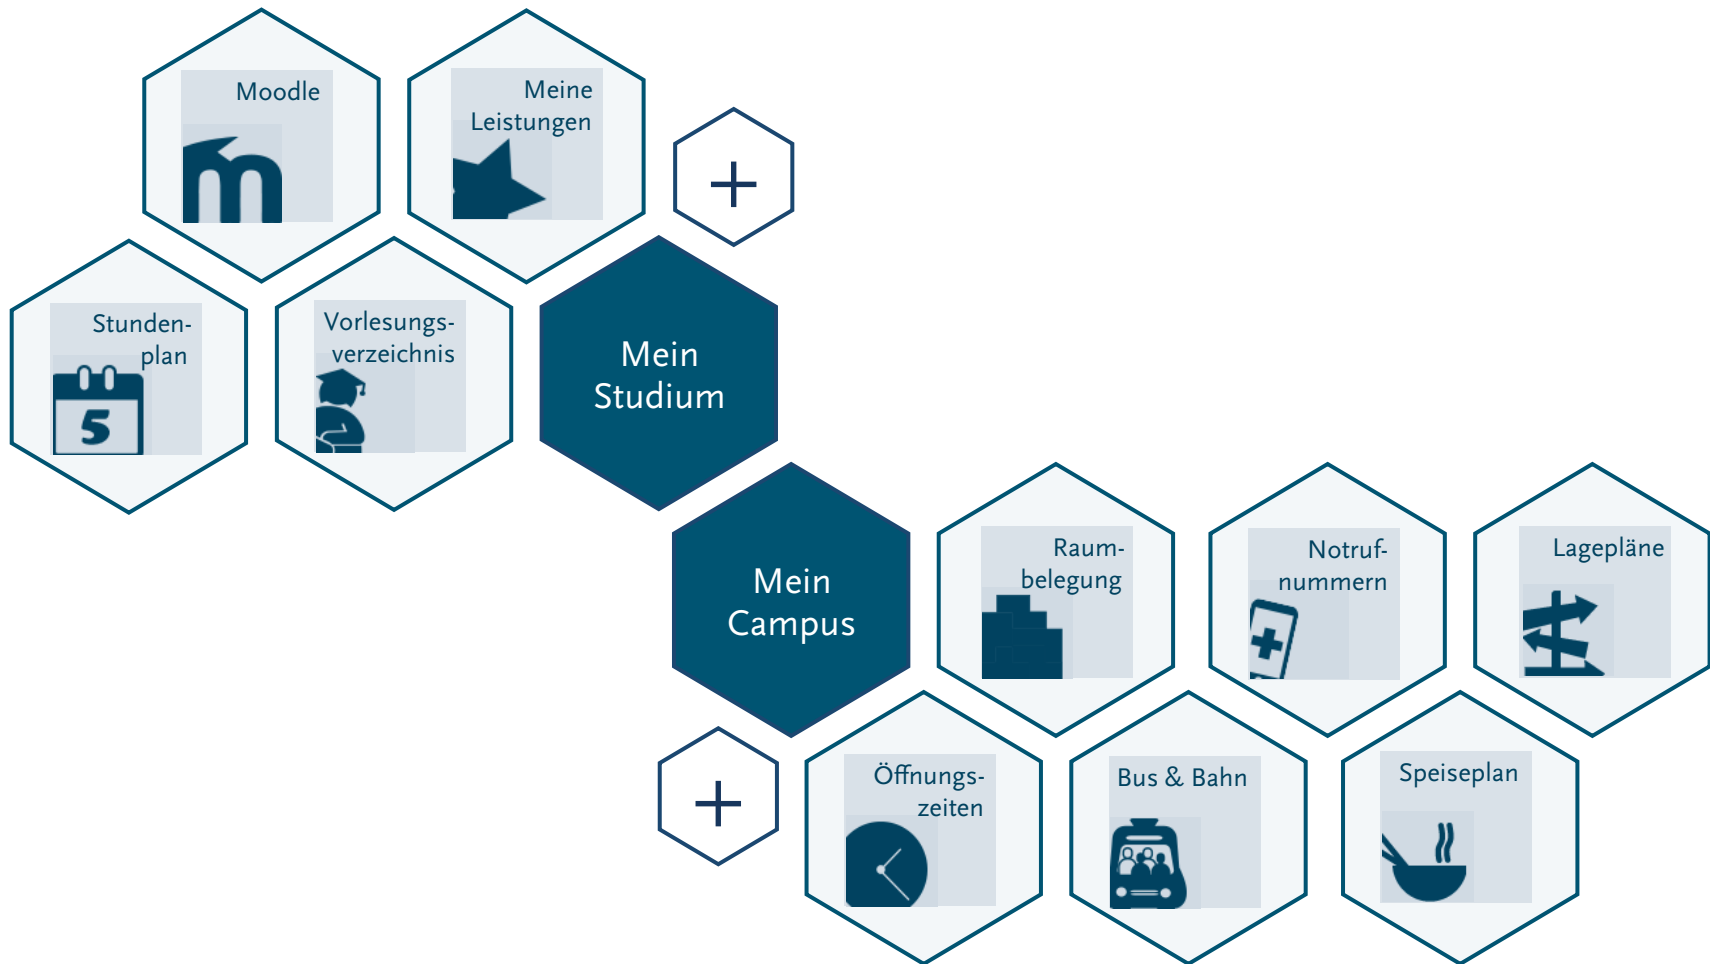 Moodle
Meine
Leistungen
+
Stunden-
plan
5
Vorlesungs-
verzeichnis
Mein
Studium
Mein
Campus
Raum-
belegung
Notruf-
nummern
Lagepläne
+
Öffnungs-
zeiten
Bus & Bahn
Speiseplan